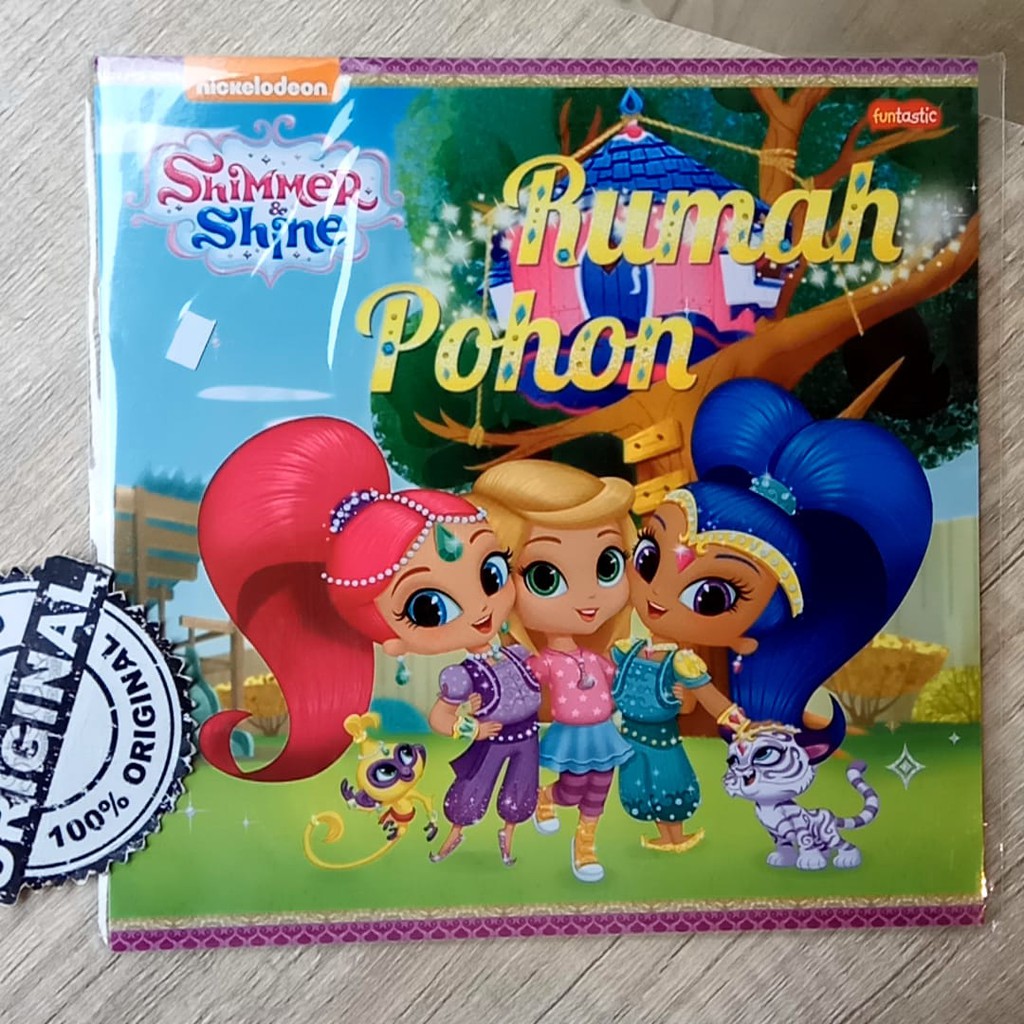 nickelodeon
funtastic
Shimmer
&
Shine
Rumah
Pohon
ORIGINAL
100% ORIGINAL